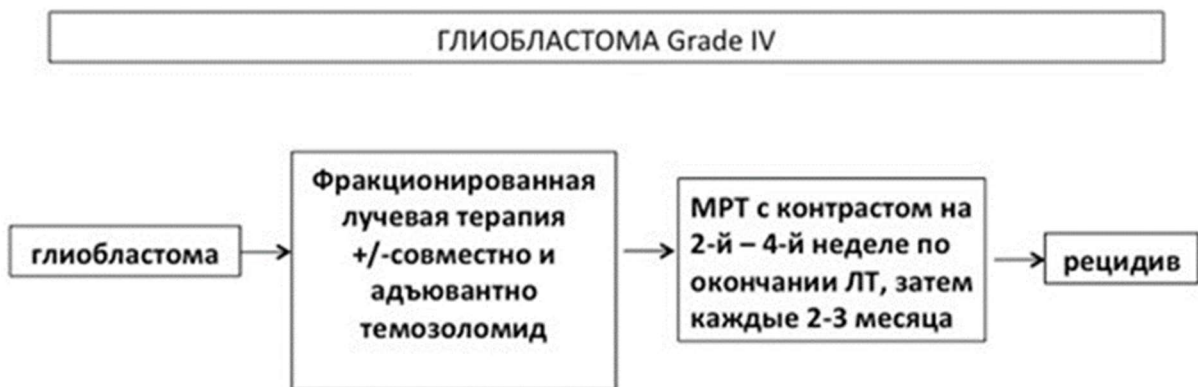 ГЛИОБЛАСТОМА Grade IV
глиобластома
Фракционированная
лучевая терапия
+/-совместно и
адъювантно
темозоломид
МРТ с контрастом на
2-й – 4-й неделе по
окончании ЛТ, затем
каждые 2-3 месяца
рецидив